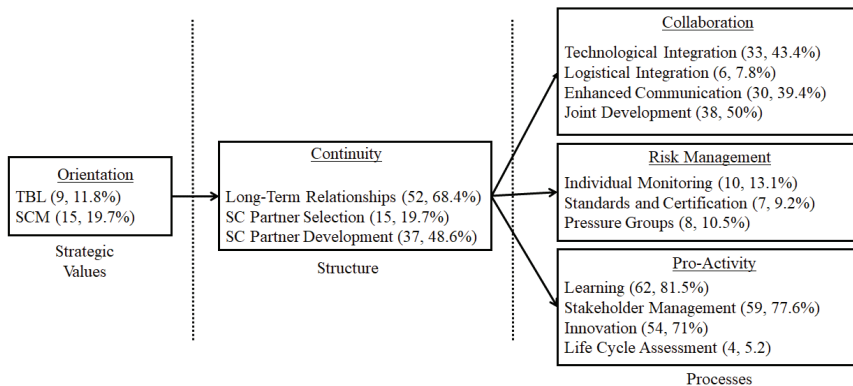 Orientation
TBL (9, 11.8%)
SCM (15, 19.7%)
Strategic
Values
Continuity
Long-Term Relationships (52, 68.4%)
SC Partner Selection (15, 19.7%)
SC Partner Development (37, 48.6%)
Structure
Collaboration
Technological Integration (33, 43.4%)
Logistical Integration (6, 7.8%)
Enhanced Communication (30, 39.4%)
Joint Development (38, 50%)
Risk Management
Individual Monitoring (10, 13.1%)
Standards and Certification (7, 9.2%)
Pressure Groups (8, 10.5%)
Pro-Activity
Learning (62, 81.5%)
Stakeholder Management (59, 77.6%)
Innovation (54, 71%)
Life Cycle Assessment (4, 5.2)
Processes